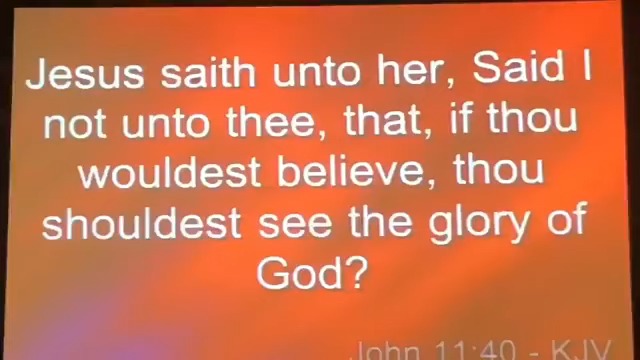 Jesus saith unto her, Said I
not unto thee, that, if thou
wouldest believe, thou
shouldest see the glory of
God?
John 11:40 - KJV